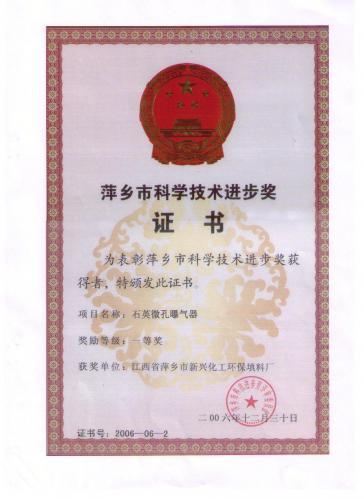 萍乡市科学技术进步奖
证书
为表彰萍乡市科学技术进步奖获
得者，特颁发此证书。
项目名称：石英微孔曝气器
奖励等级：一等奖
获奖单位：江西省萍乡市新兴化工环保填料厂
二00六年十二月三十日
证书号：2006-06-2